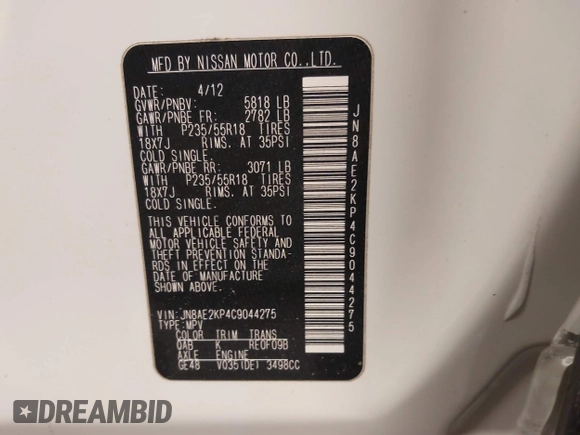 MFD BY NISSAN MOTOR CO.,LTD.
DATE: 4/12
GVWR/PNBV: 5818 LB
GAWR/PNBE FR: 2782 LB
WITH P235/55R18 TIRES
18X7J RIMS. AT 35PSI
COLD SINGLE.
GAWR/PNBE RR: 3071 LB
WITH P235/55R18 TIRES
18X7J RIMS. AT 35PSI
COLD SINGLE.
THIS VEHICLE CONFORMS TO
ALL APPLICABLE FEDERAL
MOTOR VEHICLE SAFETY AND
THEFT PREVENTION STANDA-
RDS IN EFFECT ON THE
DATE OF MANUFACTURE
SHOWN ABOVE.
VIN: JN8AE2KP4C9044275
TYPE: MPV
COLOR TRIM TRANS
QAB K RE0F09B
AXLE ENGINE
GE48 VQ35(DE) 3498CC
JN8AE2KP4C9044275
DREAMBID